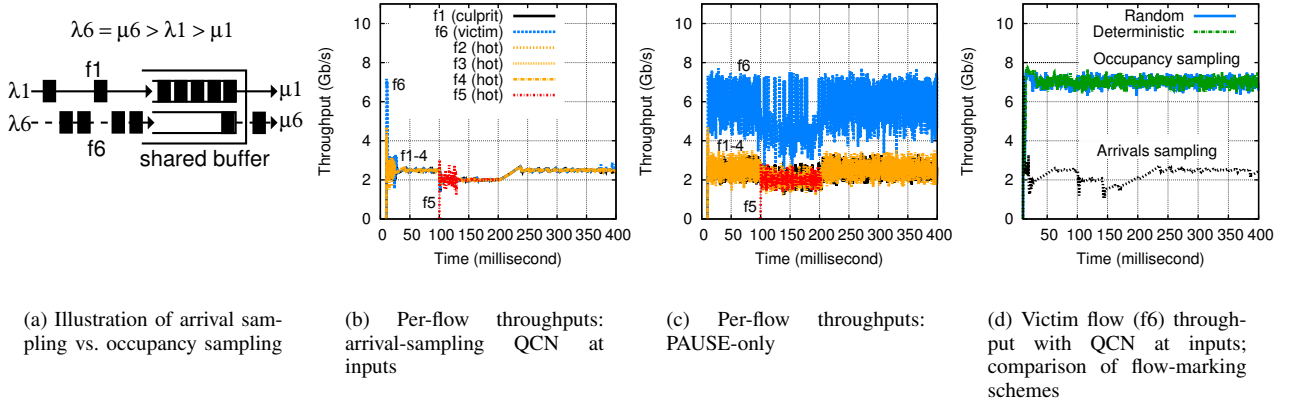 λ6 = μ6 > λ1 > μ1
f1
λ1
μ1
λ6
μ6
f6
shared buffer
Throughput (Gb/s)
10
8
6
4
2
0
f1 (culprit)
f6 (victim)
f2 (hot)
f3 (hot)
f4 (hot)
f5 (hot)
f6
f1-4
f5
0 50 100 150 200 250 300 350 400
Time (millisecond)
Throughput (Gb/s)
10
8
6
4
2
0
f6
f1-4
f5
0 50 100 150 200 250 300 350 400
Time (millisecond)
Throughput (Gb/s)
10
8
6
4
2
0
Random
Deterministic
Occupancy sampling
Arrivals sampling
50 100 150 200 250 300 350 400
Time (millisecond)
(a) Illustration of arrival sam-
pling vs. occupancy sampling
(b) Per-flow throughputs:
arrival-sampling QCN at
inputs
(c) Per-flow throughputs:
PAUSE-only
(d) Victim flow (f6) through-
put with QCN at inputs;
comparison of flow-marking
schemes